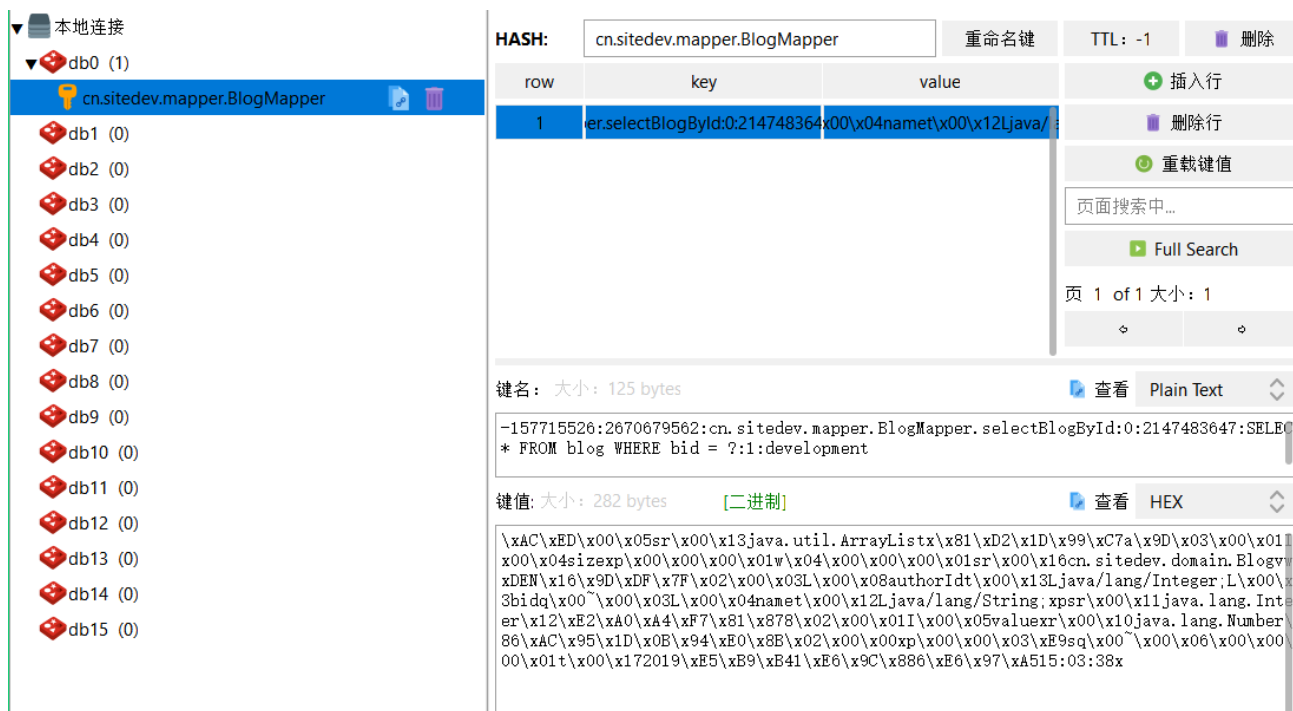 本地连接
db0 (1)
cn.sitedev.mapper.BlogMapper
db1 (0)
db2 (0)
db3 (0)
db4 (0)
db5 (0)
db6 (0)
db7 (0)
db8 (0)
db9 (0)
db10 (0)
db11 (0)
db12 (0)
db13 (0)
db14 (0)
db15 (0)
HASH: cn.sitedev.mapper.BlogMapper 重命名键 TTL: -1 删除
row key value 插入行
1 er.selectBlogById:0:214748364 x00\x04namet\x00\x12Ljava/ 删除行
重载键值
页面搜索中...
Full Search
页 1 of 1 大小: 1
键名: 大小: 125 bytes 查看 Plain Text
-157715526:2670679562:cn.sitedev.mapper.BlogMapper.selectBlogById:0:2147483647:SELEC
* FROM blog WHERE bid = ?:1:development
键值: 大小: 282 bytes [二进制] 查看 HEX
\xAC\xED\x00\x05sr\x00\x13java.util.ArrayListx\x81\xD2\x1D\x99\xC7a\x9D\x03\x00\x01I
\x00\x04sizexp\x00\x00\x00\x01w\x04\x00\x00\x00\x01sr\x00\x16cn.sitedev.domain.Blogvw
xDEN\x16\x9D\xDF\x7F\x02\x00\x03L\x00\x08authorIdt\x00\x13Ljava/lang/Integer;L\x00\x
3bidq\x00~\x00\x03L\x00\x04namet\x00\x12Ljava/lang/String;xpsr\x00\x11java.lang.Inte
er\x12\xE2\xA0\xA4\xF7\x81\x878\x02\x00\x01I\x00\x05valuexr\x00\x10java.lang.Number\
86\xAC\x95\x1D\x0B\x94\xE0\x8B\x02\x00\x00xp\x00\x00\x03\xE9sq\x00~\x00\x06\x00\x00\
00\x01t\x00\x172019\xE5\xB9\xB41\xE6\x9C\x886\xE6\x97\xA515:03:38x